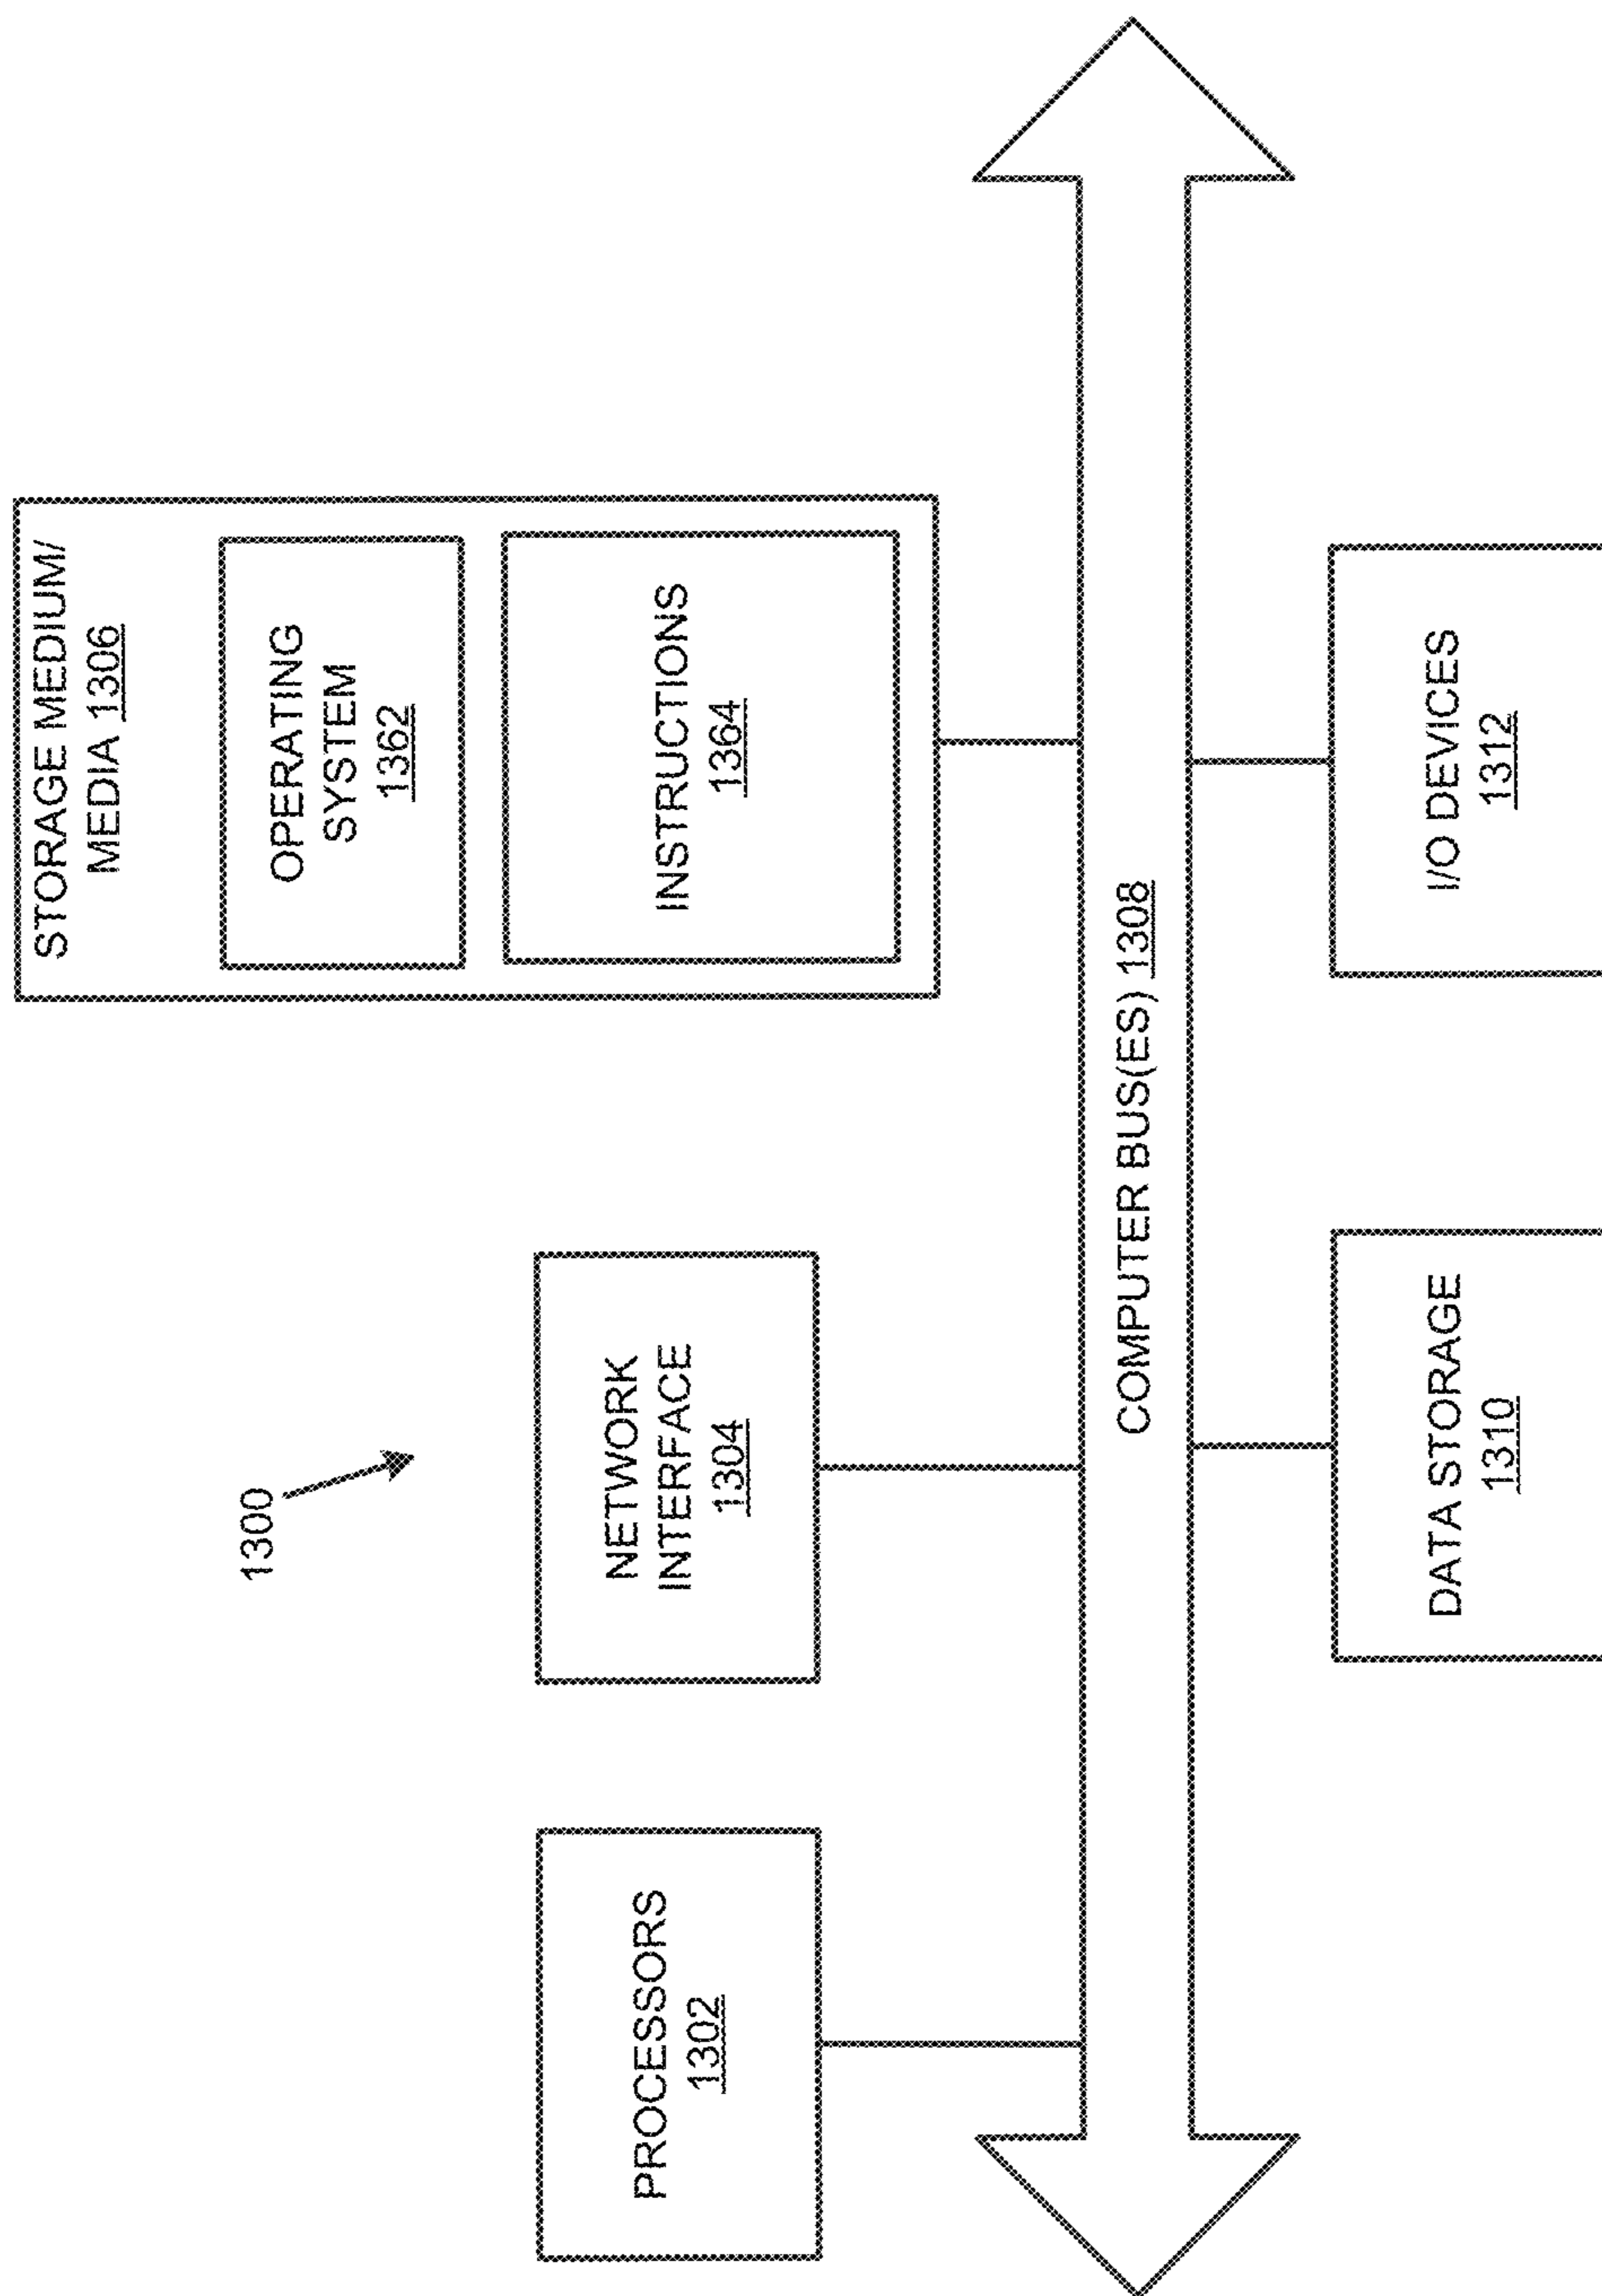 1300
STORAGE MEDIUM/
MEDIA 1306
OPERATING
SYSTEM
1362
INSTRUCTIONS
1364
NETWORK
INTERFACE
1304
PROCESSORS
1302
COMPUTER BUS(ES) 1308
DATA STORAGE
1310
I/O DEVICES
1312